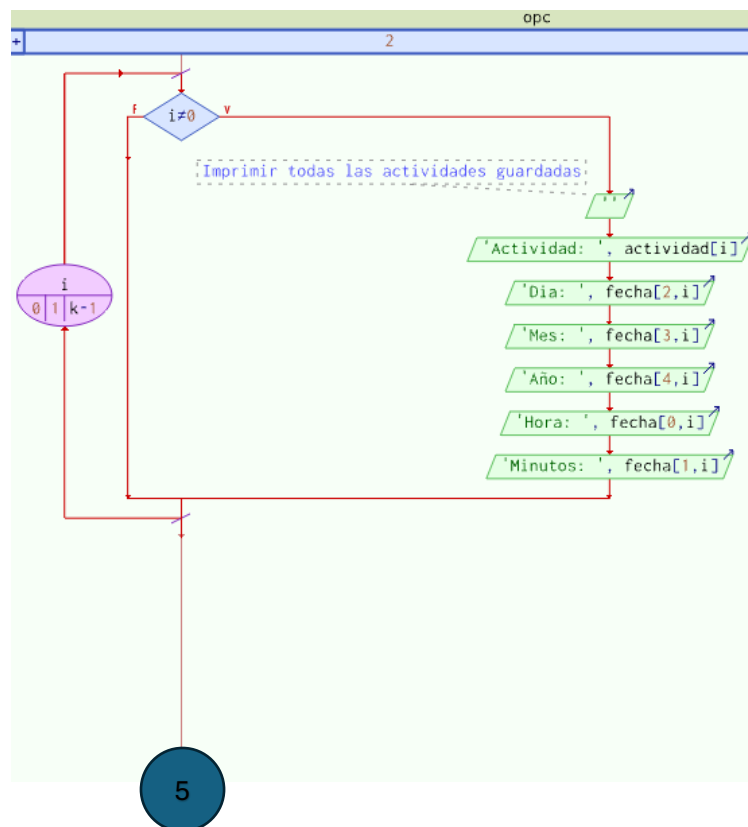 opc
+ 2
i≠0
F V
Imprimir todas las actividades guardadas
''
'Actividad: ', actividad[i]
i
0 1 k-1
'Dia: ', fecha[2,i]
'Mes: ', fecha[3,i]
'Año: ', fecha[4,i]
'Hora: ', fecha[0,i]
'Minutos: ', fecha[1,i]
5